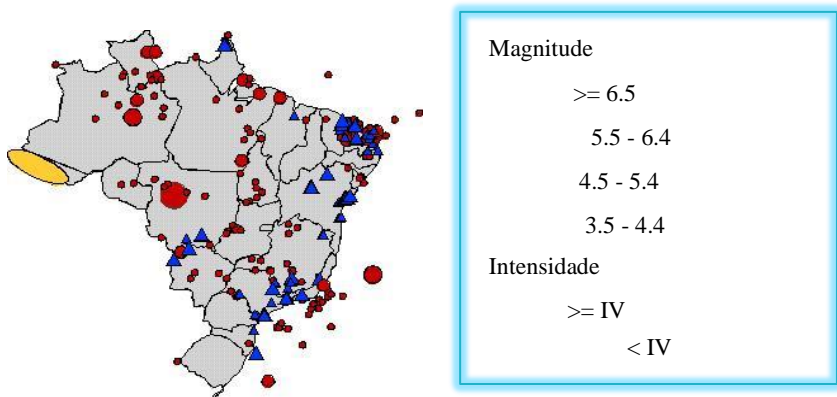 Magnitude
>= 6.5
5.5 - 6.4
4.5 - 5.4
3.5 - 4.4
Intensidade
>= IV
< IV